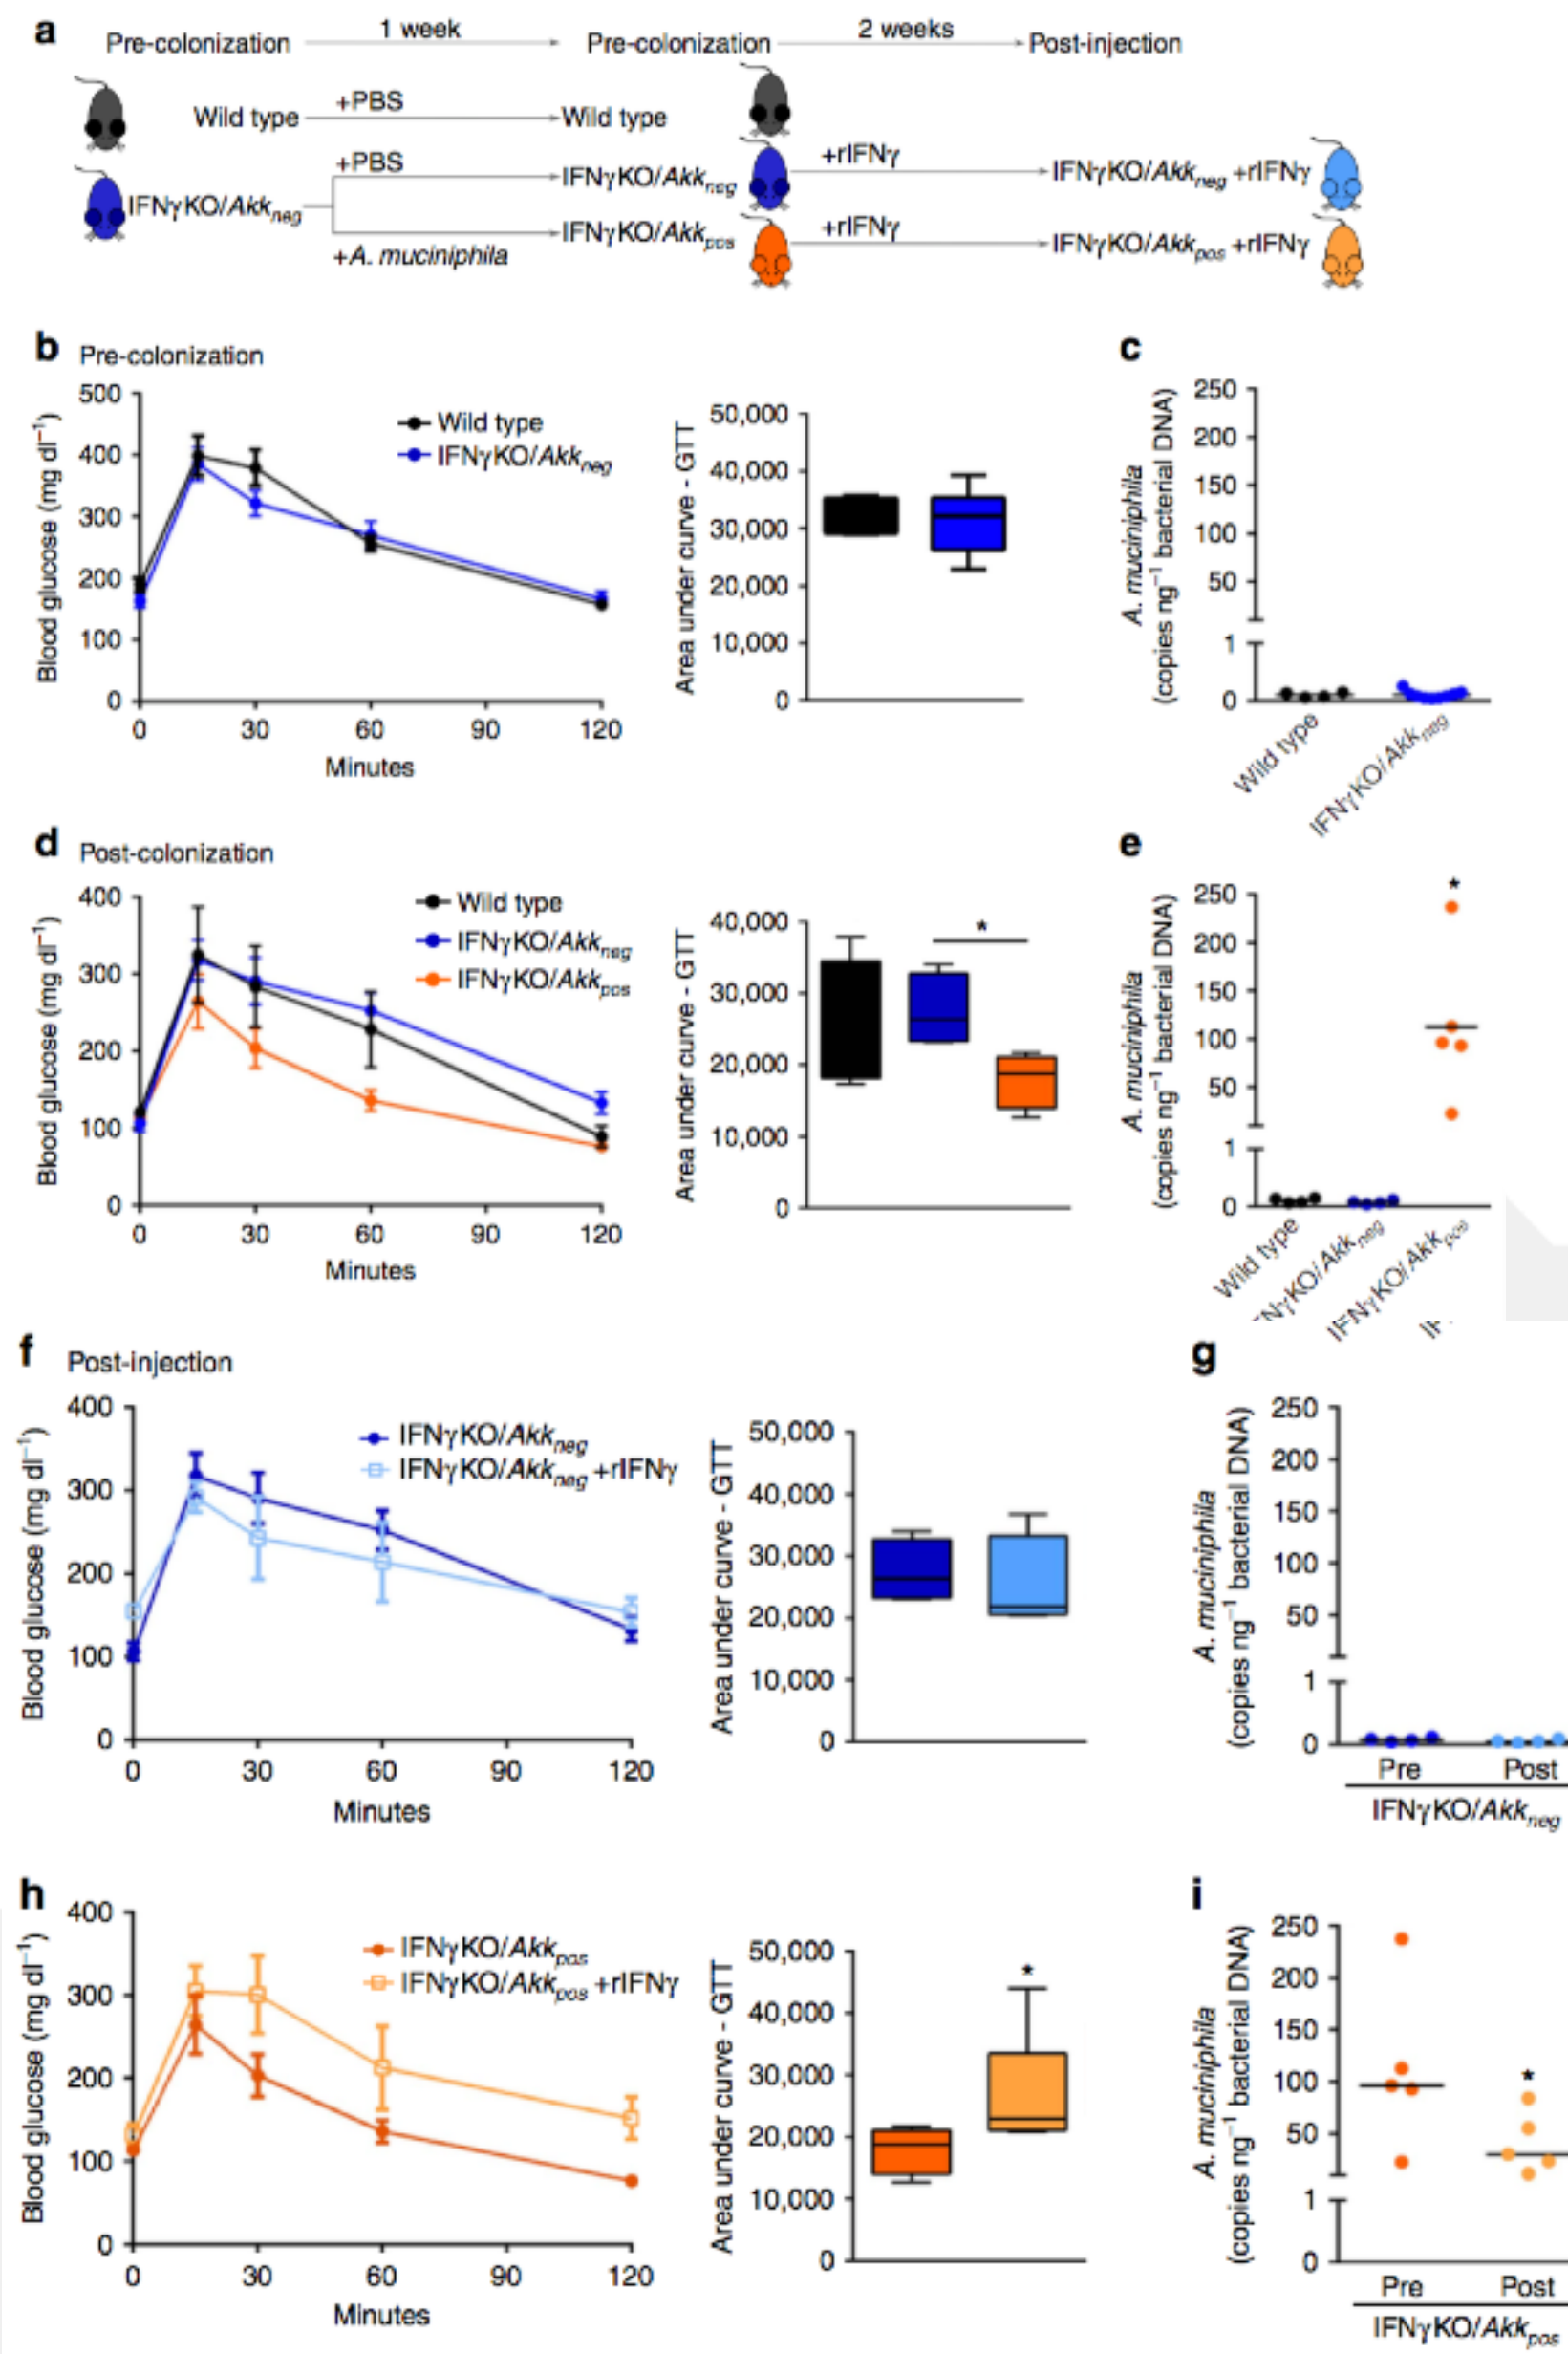 a
Pre-colonization 1 week Pre-colonization 2 weeks Post-injection
Wild type +PBS Wild type
IFNγKO/Akkneg +PBS IFNγKO/Akkneg +rIFNγ IFNγKO/Akkneg +rIFNγ
+A. muciniphila IFNγKO/Akkpos +rIFNγ IFNγKO/Akkpos +rIFNγ
b Pre-colonization
Blood glucose (mg dl−1)
500
400
300
200
100
0
0 30 60 90 120
Minutes
Wild type
IFNγKO/Akkneg
Area under curve - GTT
50,000
40,000
30,000
20,000
10,000
0
c
A. muciniphila
(copies ng−1 bacterial DNA)
250
200
150
100
50
1
0
Wild type
IFNγKO/Akkneg
d Post-colonization
Blood glucose (mg dl−1)
400
300
200
100
0
0 30 60 90 120
Minutes
Wild type
IFNγKO/Akkneg
IFNγKO/Akkpos
Area under curve - GTT
40,000
30,000
20,000
10,000
0
*
e
A. muciniphila
(copies ng−1 bacterial DNA)
250
200
150
100
50
1
0
*
Wild type
NγKO/Akkneg
IFNγKO/Akkpos
f Post-injection
Blood glucose (mg dl−1)
400
300
200
100
0
0 30 60 90 120
Minutes
IFNγKO/Akkneg
IFNγKO/Akkneg +rIFNγ
Area under curve - GTT
50,000
40,000
30,000
20,000
10,000
0
g
A. muciniphila
(copies ng−1 bacterial DNA)
250
200
150
100
50
1
0
Pre Post
IFNγKO/Akkneg
h
Blood glucose (mg dl−1)
400
300
200
100
0
0 30 60 90 120
Minutes
IFNγKO/Akkpos
IFNγKO/Akkpos +rIFNγ
Area under curve - GTT
50,000
40,000
30,000
20,000
10,000
0
*
i
A. muciniphila
(copies ng−1 bacterial DNA)
250
200
150
100
50
1
0
*
Pre Post
IFNγKO/Akkpos